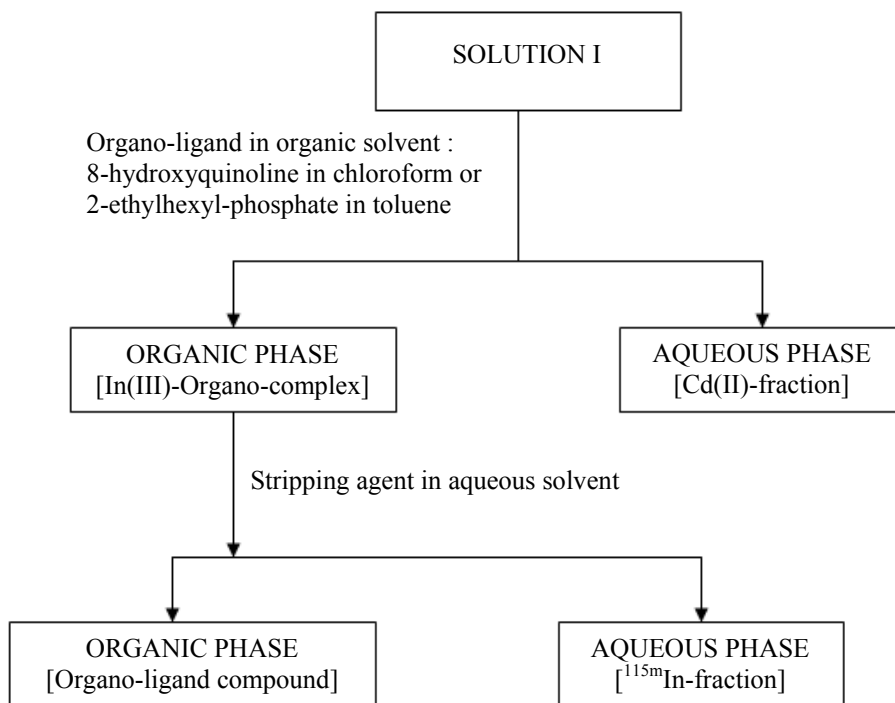 SOLUTION I
Organo-ligand in organic solvent :
8-hydroxyquinoline in chloroform or
2-ethylhexyl-phosphate in toluene
ORGANIC PHASE
[In(III)-Organo-complex]
AQUEOUS PHASE
[Cd(II)-fraction]
Stripping agent in aqueous solvent
ORGANIC PHASE
[Organo-ligand compound]
AQUEOUS PHASE
[¹¹⁵ᵐIn-fraction]